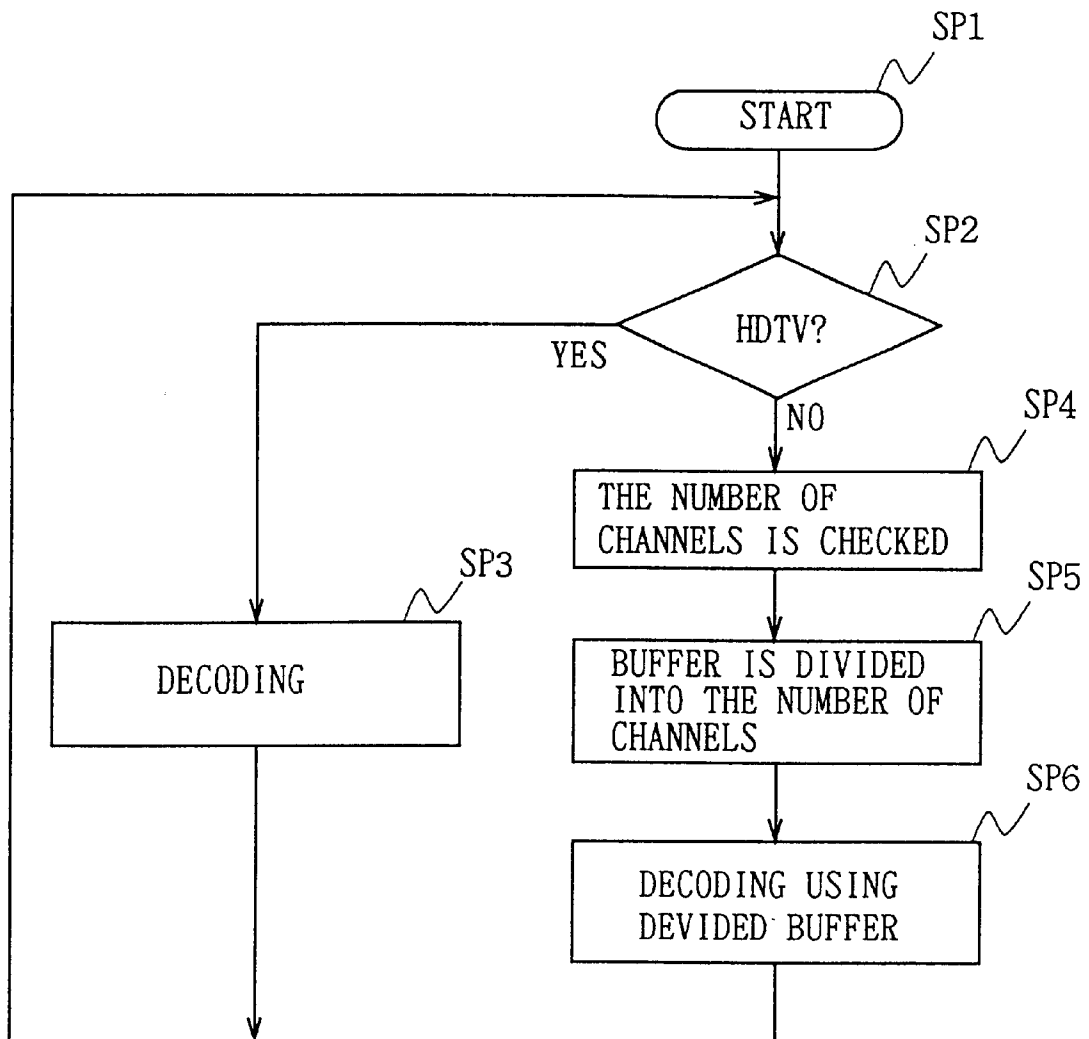 SP1
START
SP2
HDTV?
YES
NO
SP4
THE NUMBER OF
CHANNELS IS CHECKED
SP3
DECODING
SP5
BUFFER IS DIVIDED
INTO THE NUMBER OF
CHANNELS
SP6
DECODING USING
DEVIDED BUFFER